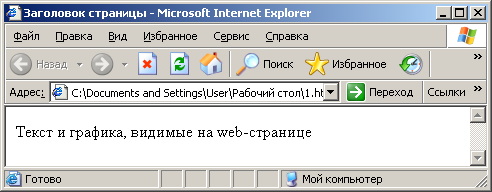 Заголовок страницы - Microsoft Internet Explorer
Файл Правка Вид Избранное Сервис Справка
Назад Поиск Избранное »
Адрес: C:\Documents and Settings\User\Рабочий стол\1.ht Переход Ссылки »
Текст и графика, видимые на web-странице
Готово Мой компьютер